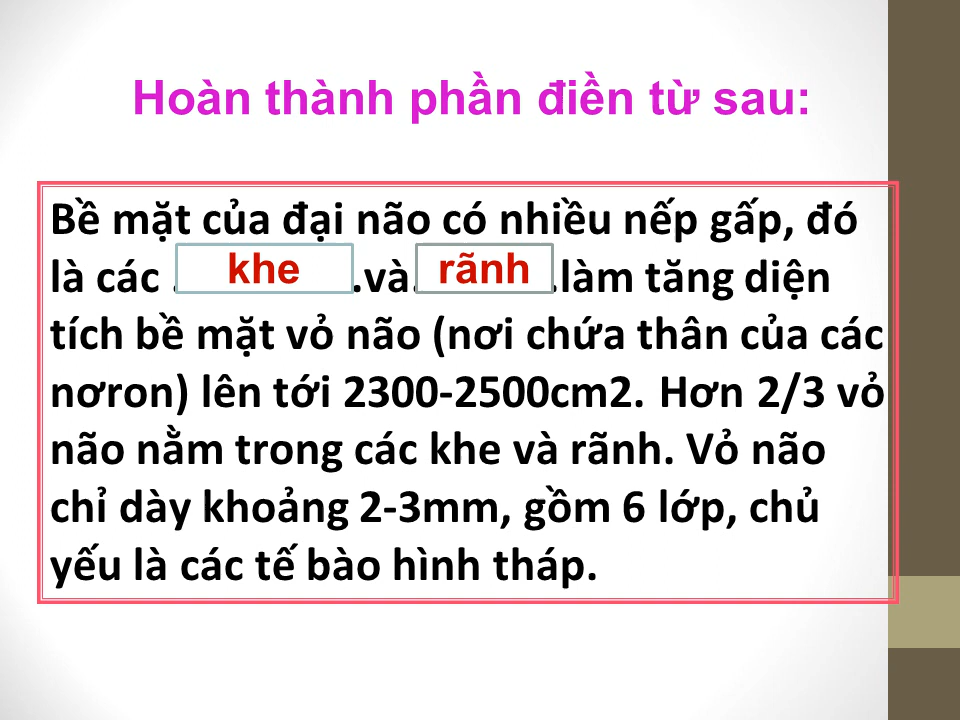 Hoàn thành phần điền từ sau:
Bề mặt của đại não có nhiều nếp gấp, đó
là các . khe .và. rãnh .làm tăng diện
tích bề mặt vỏ não (nơi chứa thân của các
nơron) lên tới 2300-2500cm2. Hơn 2/3 vỏ
não nằm trong các khe và rãnh. Vỏ não
chỉ dày khoảng 2-3mm, gồm 6 lớp, chủ
yếu là các tế bào hình tháp.